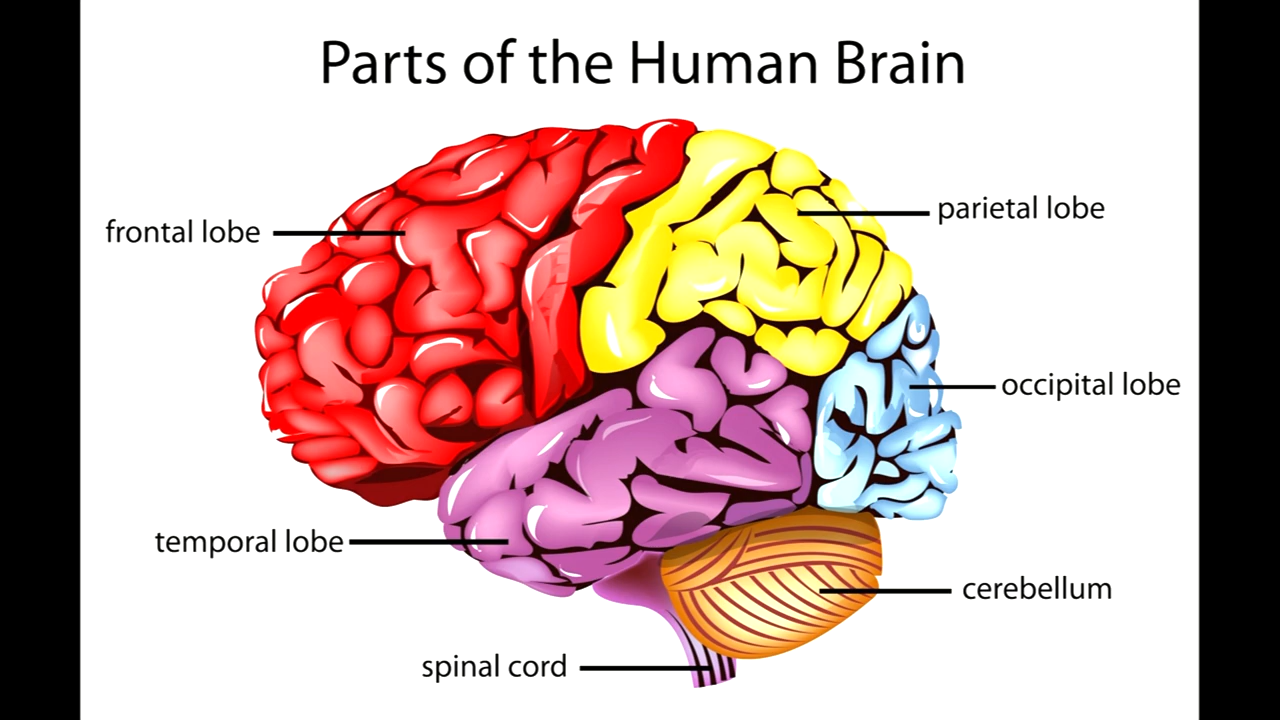 Parts of the Human Brain
frontal lobe
parietal lobe
occipital lobe
temporal lobe
cerebellum
spinal cord